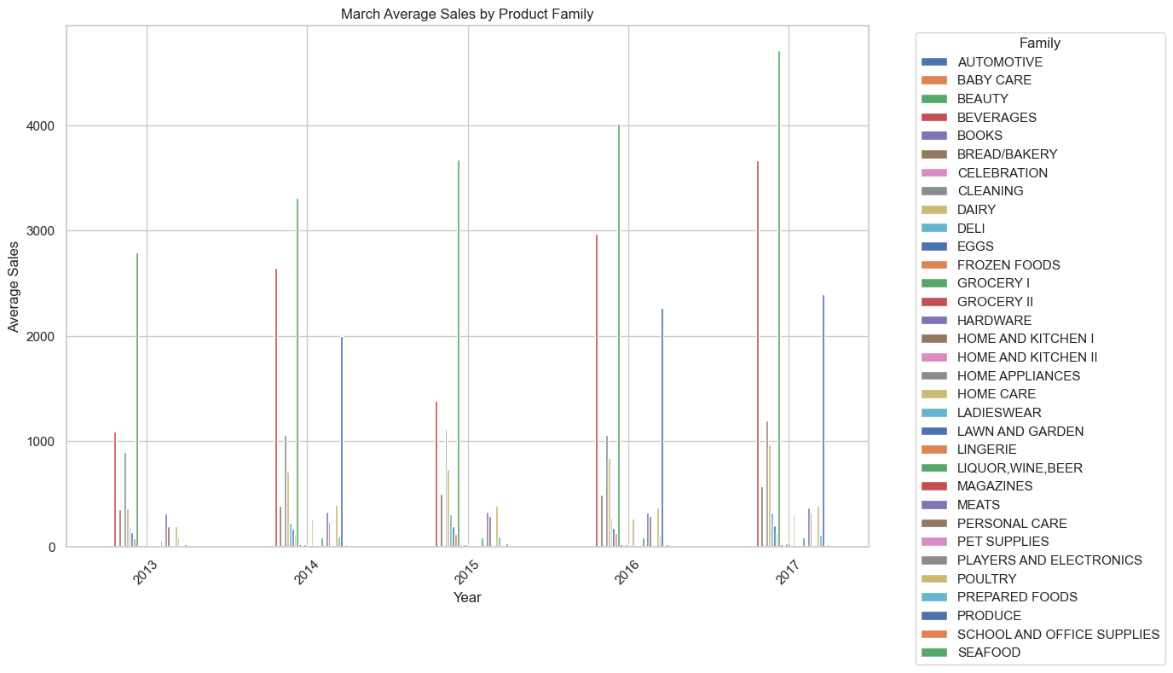 March Average Sales by Product Family
Average Sales
4000
3000
2000
1000
0
2013
2014
2015
2016
2017
Year
Family
AUTOMOTIVE
BABY CARE
BEAUTY
BEVERAGES
BOOKS
BREAD/BAKERY
CELEBRATION
CLEANING
DAIRY
DELI
EGGS
FROZEN FOODS
GROCERY I
GROCERY II
HARDWARE
HOME AND KITCHEN I
HOME AND KITCHEN II
HOME APPLIANCES
HOME CARE
LADIESWEAR
LAWN AND GARDEN
LINGERIE
LIQUOR,WINE,BEER
MAGAZINES
MEATS
PERSONAL CARE
PET SUPPLIES
PLAYERS AND ELECTRONICS
POULTRY
PREPARED FOODS
PRODUCE
SCHOOL AND OFFICE SUPPLIES
SEAFOOD